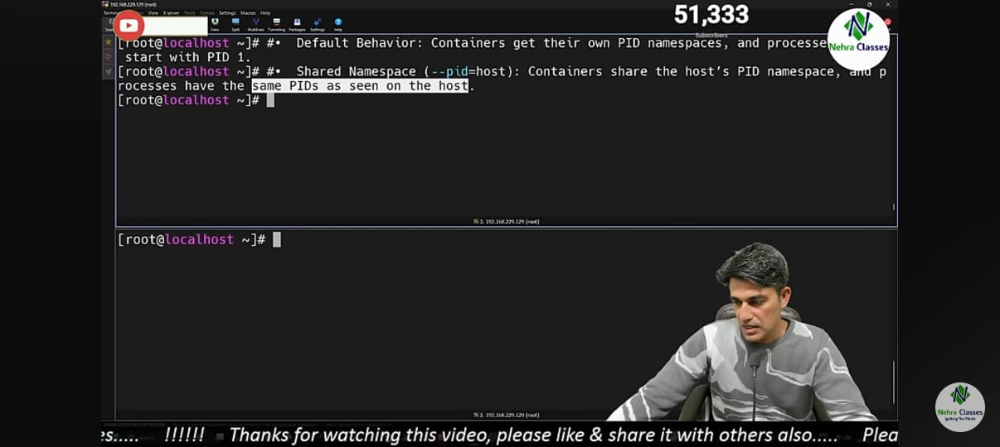 192.168.229.129 (root)
View X server Tools Games Settings Macros Help
View Split MultiExec Tunneling Packages Settings Help
51,333
Subscribers
Nehra Classes
[root@localhost ~]# #•  Default Behavior: Containers get their own PID namespaces, and processe
start with PID 1.
[root@localhost ~]# #•  Shared Namespace (--pid=host): Containers share the host’s PID namespace, and p
rocesses have the same PIDs as seen on the host.
[root@localhost ~]#
3. 192.168.229.129 (root)
[root@localhost ~]#
2. 192.168.229.129 (root)
Nehra Classes
Igniting The Minds
es..... !!!!!! Thanks for watching this video, please like & share it with others also..... Plea